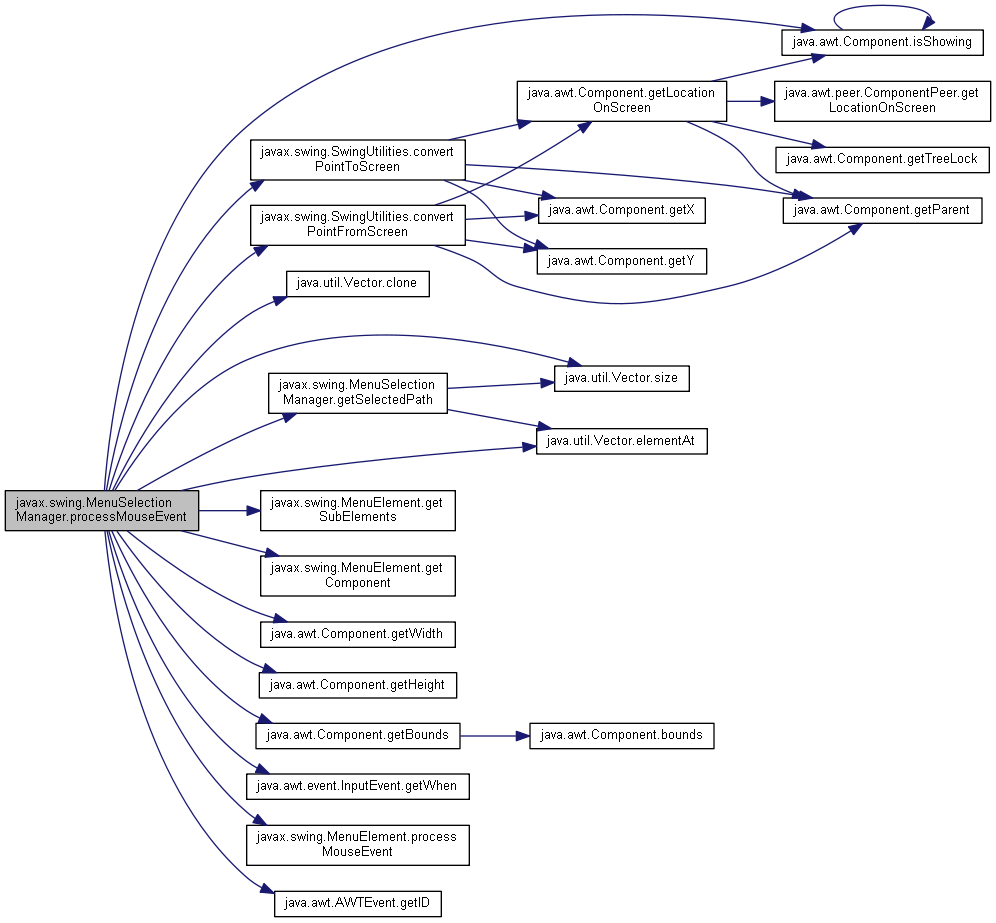 java.awt.Component.isShowing
java.awt.Component.getLocation
OnScreen
java.awt.peer.ComponentPeer.get
LocationOnScreen
javax.swing.SwingUtilities.convert
PointToScreen
java.awt.Component.getTreeLock
java.awt.Component.getX
java.awt.Component.getParent
javax.swing.SwingUtilities.convert
PointFromScreen
java.awt.Component.getY
java.util.Vector.clone
java.util.Vector.size
javax.swing.MenuSelection
Manager.getSelectedPath
java.util.Vector.elementAt
javax.swing.MenuSelection
Manager.processMouseEvent
javax.swing.MenuElement.get
SubElements
javax.swing.MenuElement.get
Component
java.awt.Component.getWidth
java.awt.Component.getHeight
java.awt.Component.getBounds
java.awt.Component.bounds
java.awt.event.InputEvent.getWhen
javax.swing.MenuElement.process
MouseEvent
java.awt.AWTEvent.getID